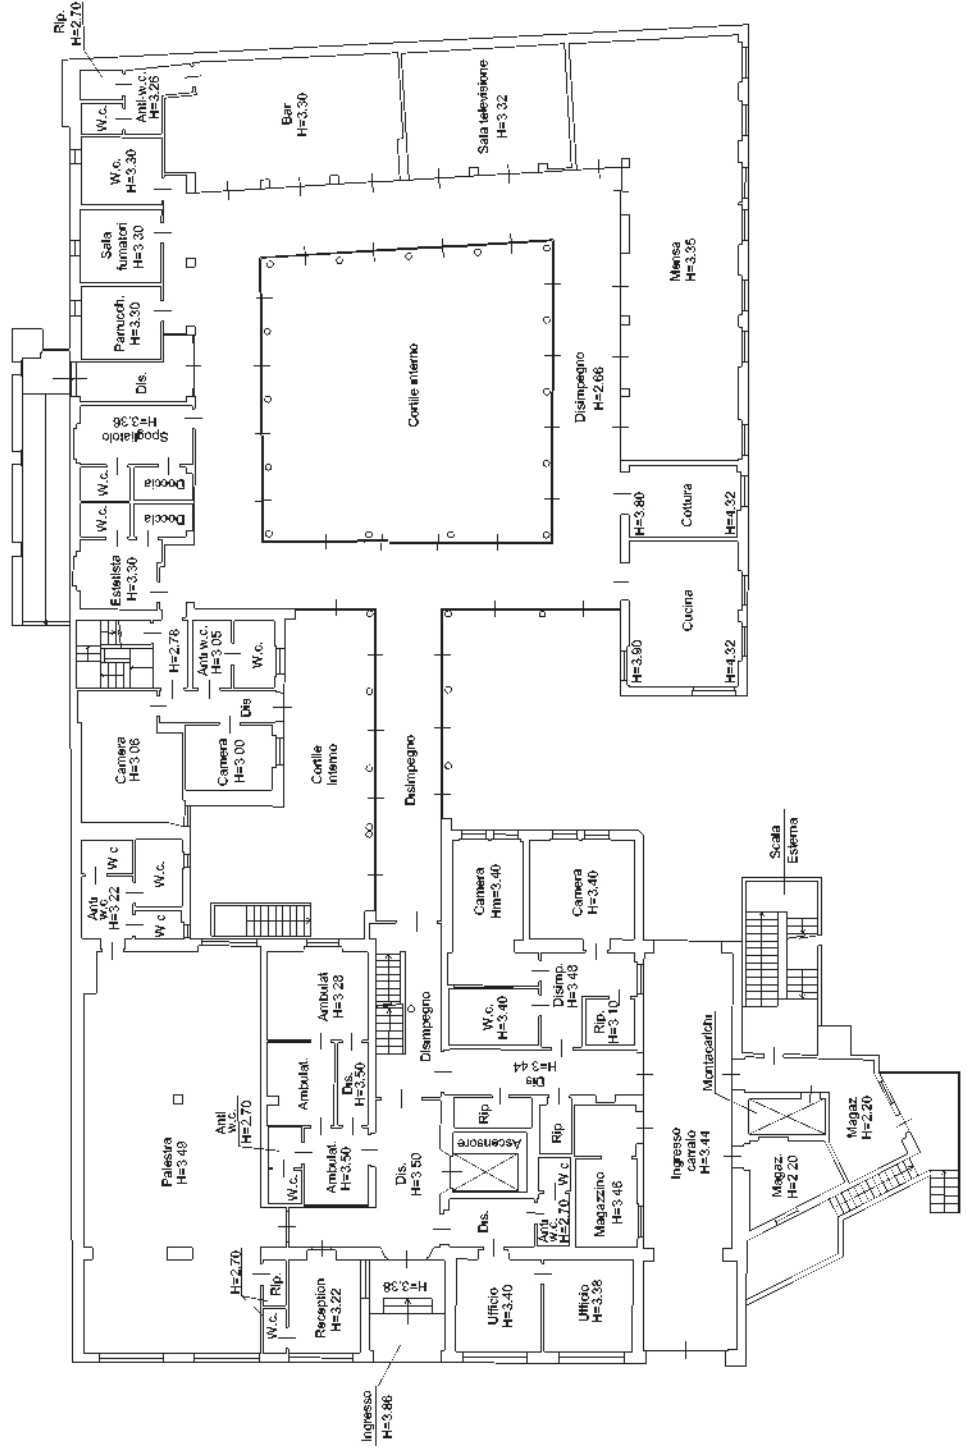 Rip.
H=2.70
W.c.
Anti-w.c.
H=3.26
W.c.
H=3.30
Sala
fumatori
H=3.30
Parrucch.
H=3.30
Dis.
Spogliatoio
H=3.36
W.c.
Doccia
W.c.
Doccia
Estetista
H=3.30
Bar
H=3.30
Sala televisione
H=3.32
Mensa
H=3.35
Cortile interno
Disimpegno
H=2.66
H=3.80
Cottura
H=4.32
H=3.90
Cucina
H=4.32
H=2.78
Anti w.c.
H=3.05
W.c.
Dis
Camera
H=3.06
Camera
H=3.00
Cortile
Interno
Disimpegno
W c
Anti
w.c
H=3.22
W.c.
W c
Camera
Hm=3.40
Camera
H=3.40
Scala
Esterna
Ambulat
H=3.28
Disimpegno
W.c.
H=3.40
Disimp.
H=3.48
Rip.
H=3.10
Ambulat.
Dis.
H=3.50
Dis
H=3.44
Montacarichi
Palestra
H=3.49
Anti
w.c.
H=2.70
W.c.
Ambulat.
H=3.50
Dis.
H=3.50
Rip
Rip
Ascensore
Ingresso
carraio
H=3.44
Magaz
H=2.20
Magaz.
H=2.20
W c
Anti
w.c.
H=2.70
Magazzino
H=3.46
Dis.
H=2.70
Rip.
W.c.
Reception
H=3.22
H=3.38
Ufficio
H=3.40
Ufficio
H=3.38
Ingresso
H=3.86